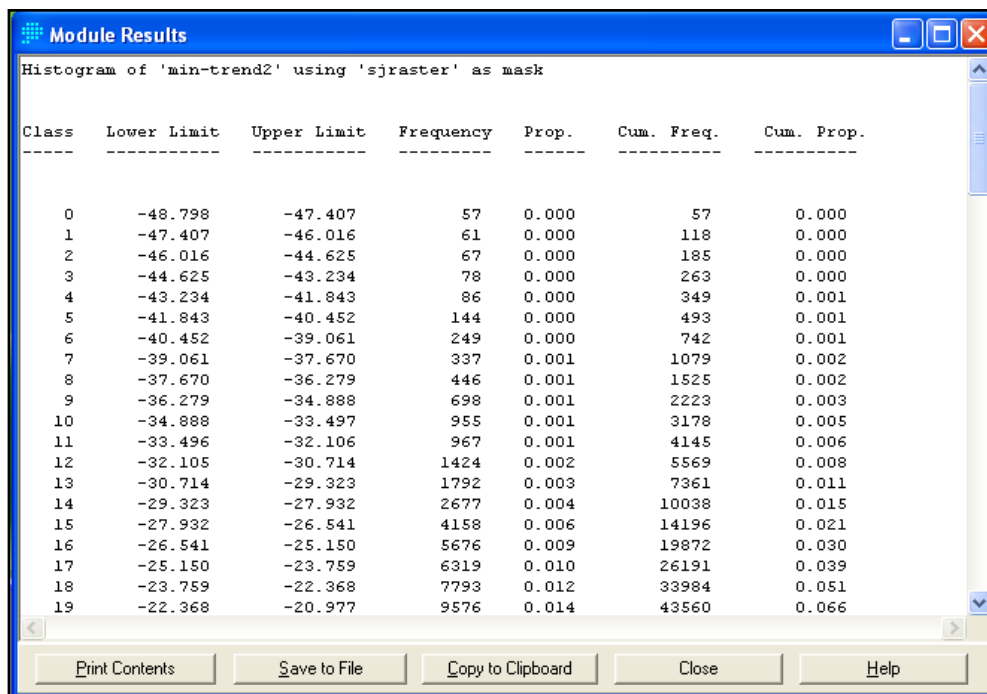 Module Results
Histogram of 'min-trend2' using 'sjraster' as mask
Class Lower Limit Upper Limit Frequency Prop. Cum. Freq. Cum. Prop.
----- ----------- ----------- --------- ------ ---------- ----------
0 -48.798 -47.407 57 0.000 57 0.000
1 -47.407 -46.016 61 0.000 118 0.000
2 -46.016 -44.625 67 0.000 185 0.000
3 -44.625 -43.234 78 0.000 263 0.000
4 -43.234 -41.843 86 0.000 349 0.001
5 -41.843 -40.452 144 0.000 493 0.001
6 -40.452 -39.061 249 0.000 742 0.001
7 -39.061 -37.670 337 0.001 1079 0.002
8 -37.670 -36.279 446 0.001 1525 0.002
9 -36.279 -34.888 698 0.001 2223 0.003
10 -34.888 -33.497 955 0.001 3178 0.005
11 -33.496 -32.106 967 0.001 4145 0.006
12 -32.105 -30.714 1424 0.002 5569 0.008
13 -30.714 -29.323 1792 0.003 7361 0.011
14 -29.323 -27.932 2677 0.004 10038 0.015
15 -27.932 -26.541 4158 0.006 14196 0.021
16 -26.541 -25.150 5676 0.009 19872 0.030
17 -25.150 -23.759 6319 0.010 26191 0.039
18 -23.759 -22.368 7793 0.012 33984 0.051
19 -22.368 -20.977 9576 0.014 43560 0.066
Print Contents Save to File Copy to Clipboard Close Help